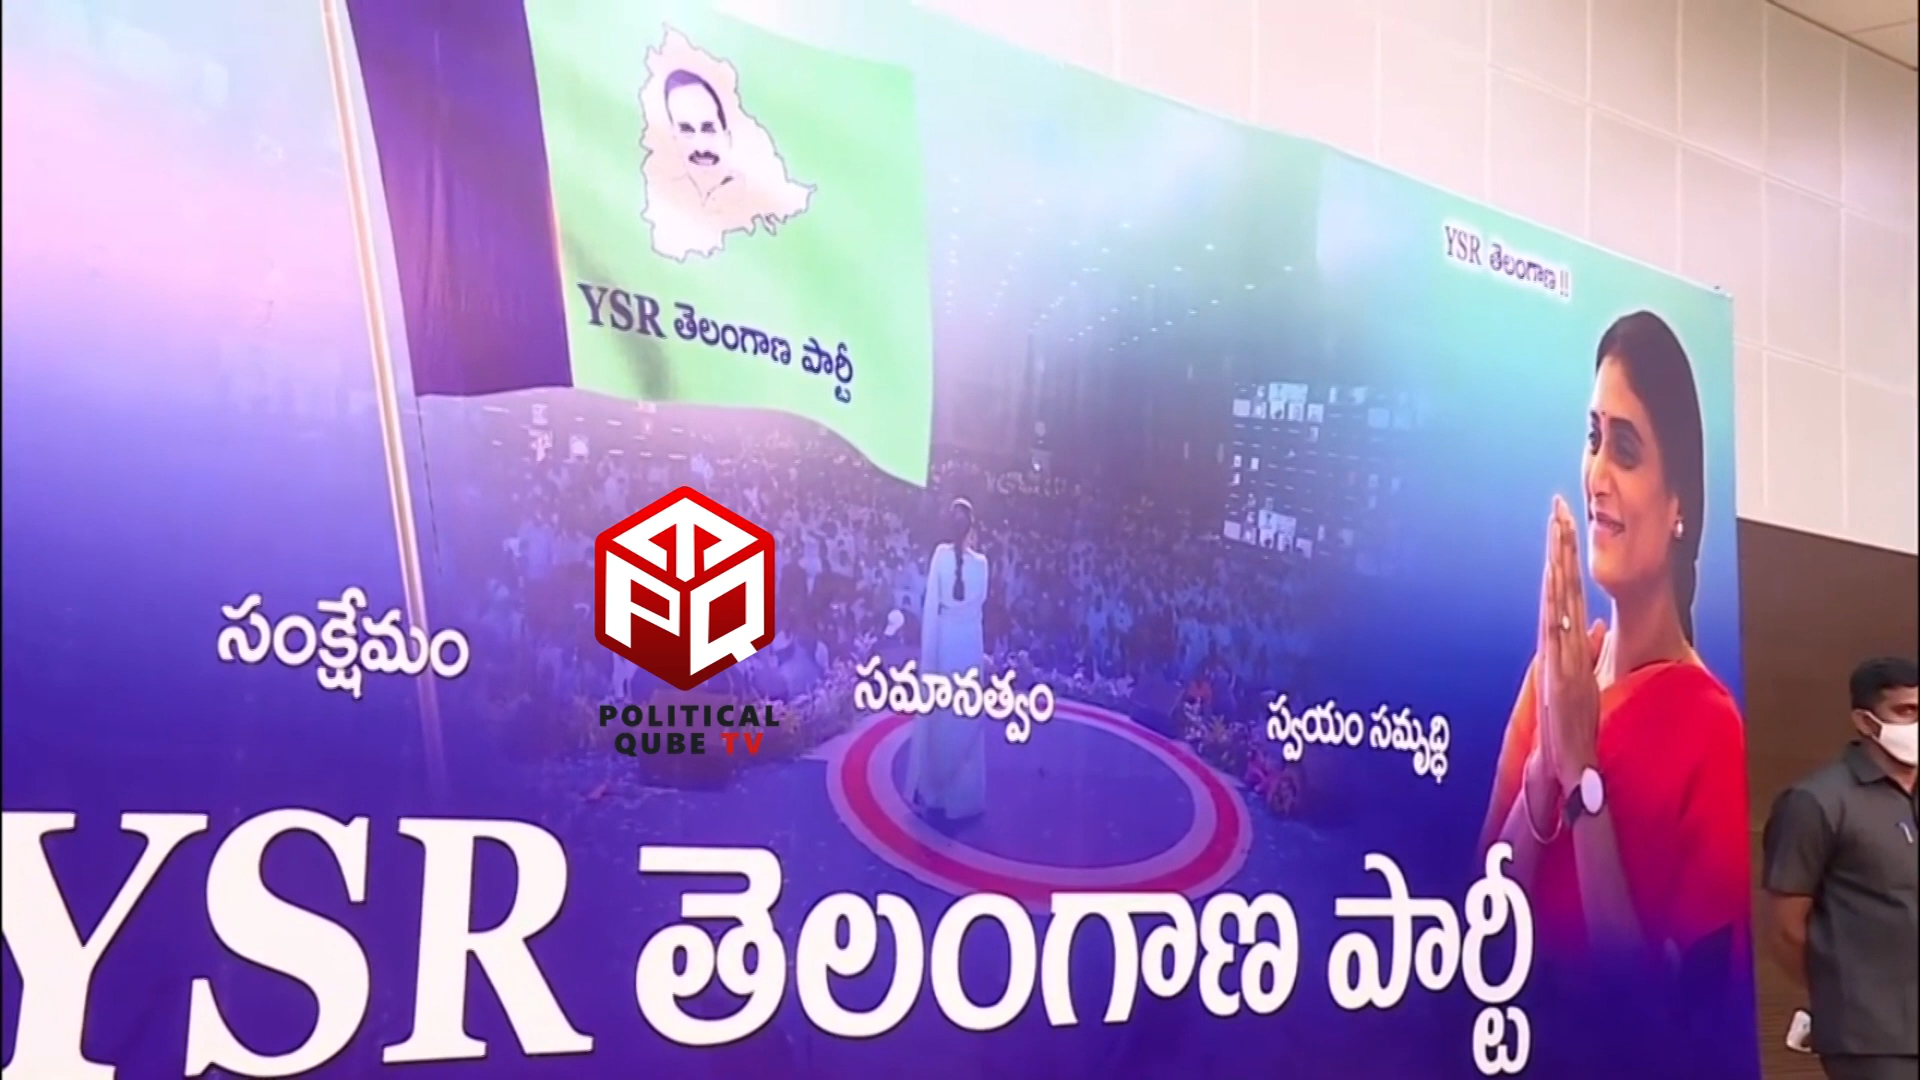 YSR తెలంగాణ పార్టీ
YSR తెలంగాణ !!
సంక్షేమం
సమానత్వం
స్వయం సమృద్ధి
PQ
POLITICAL
QUBE TV
YSR తెలంగాణ పార్టీ